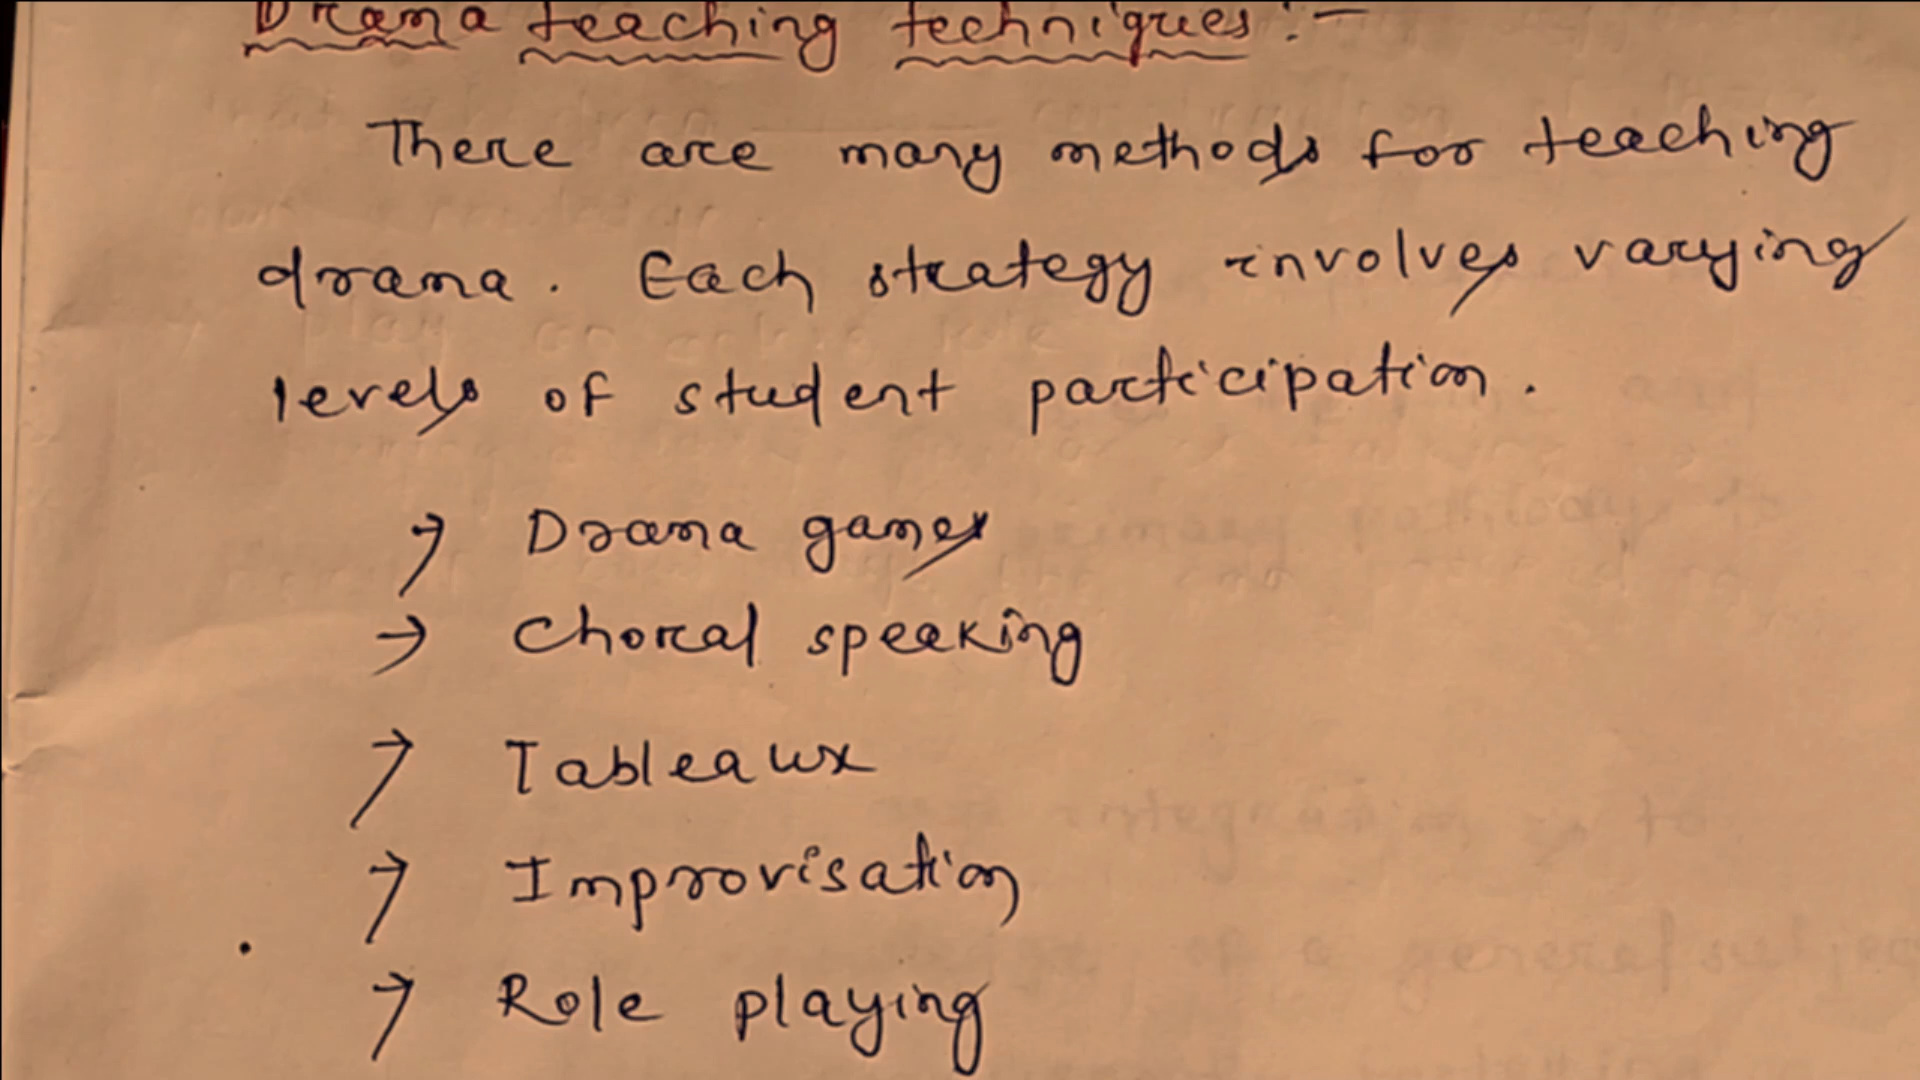 Drama teaching techniques :-
There are many methods for teaching
drama. Each strategy involves varying
levels of student participation.
→ Drama games
→ Choral speaking
→ Tableaux
→ Improvisation
→ Role playing